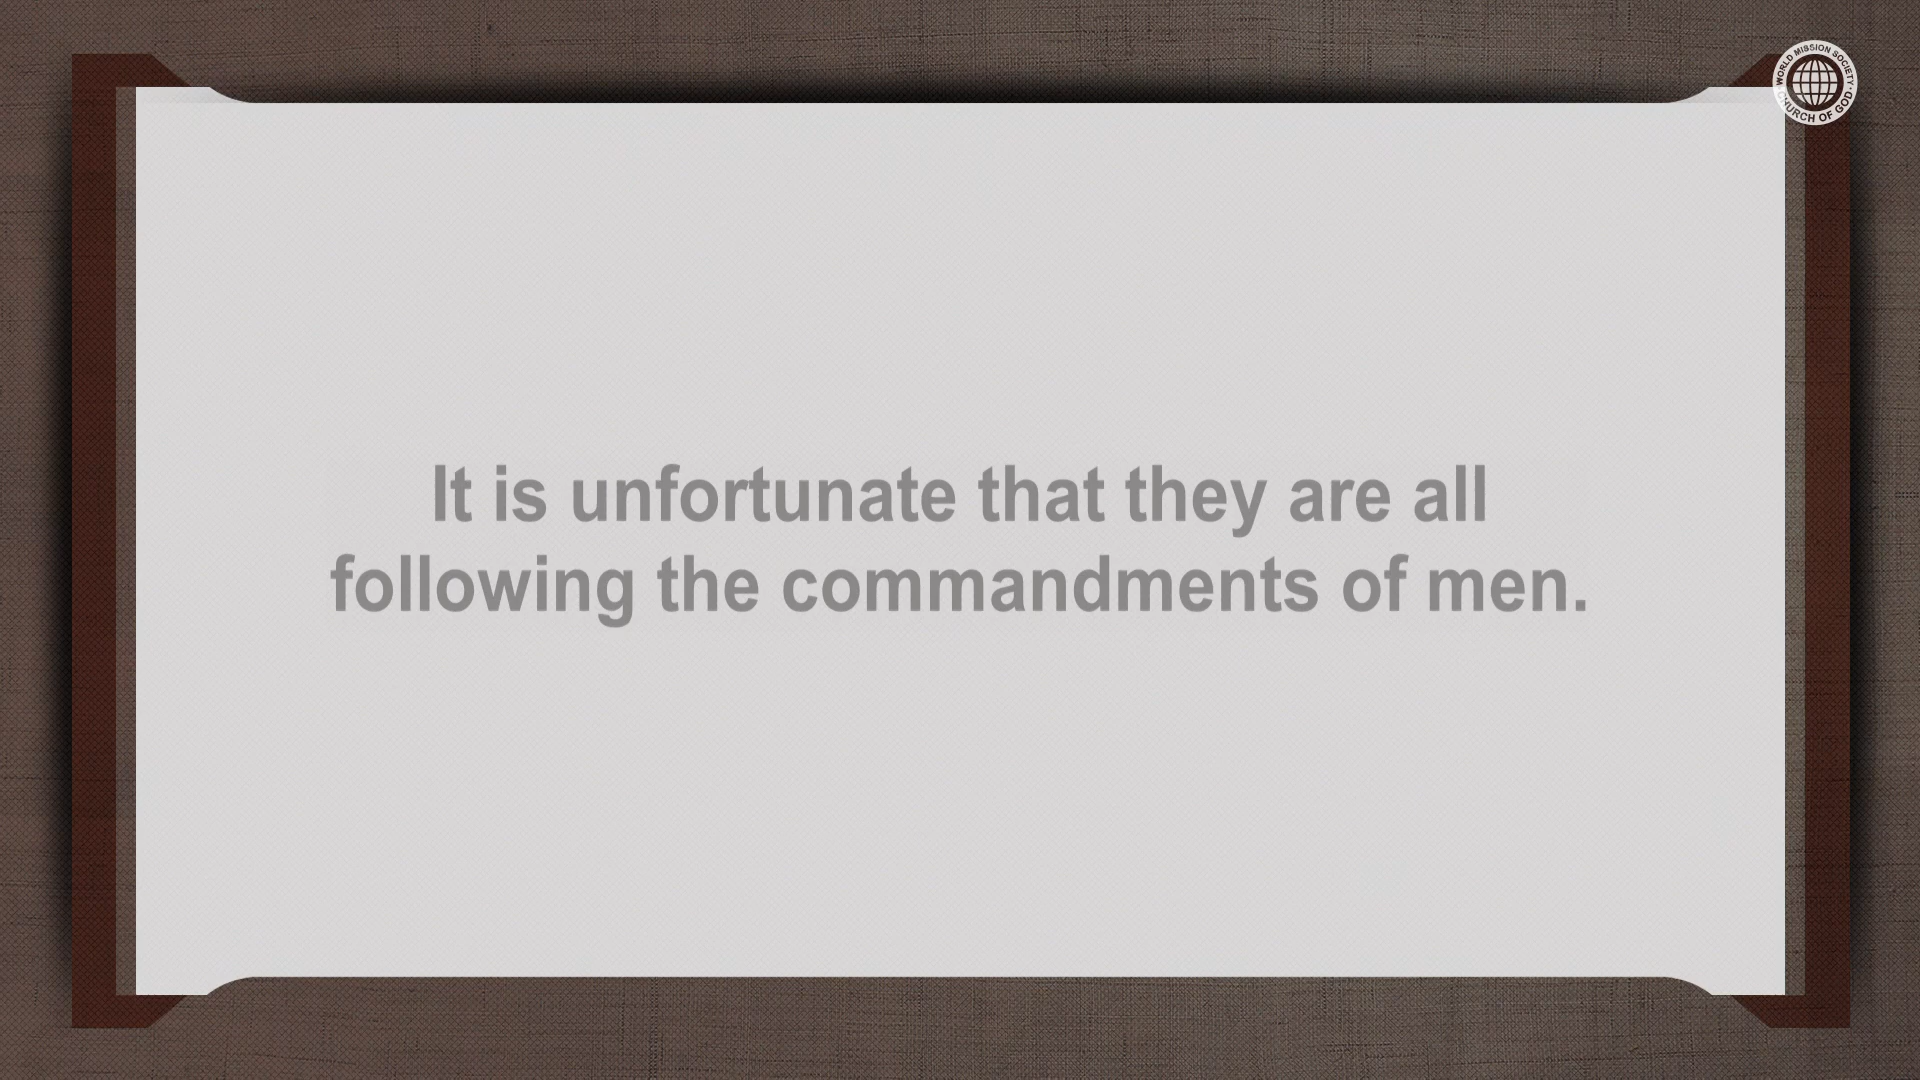 It is unfortunate that they are all
following the commandments of men.
WORLD MISSION SOCIETY
CHURCH OF GOD